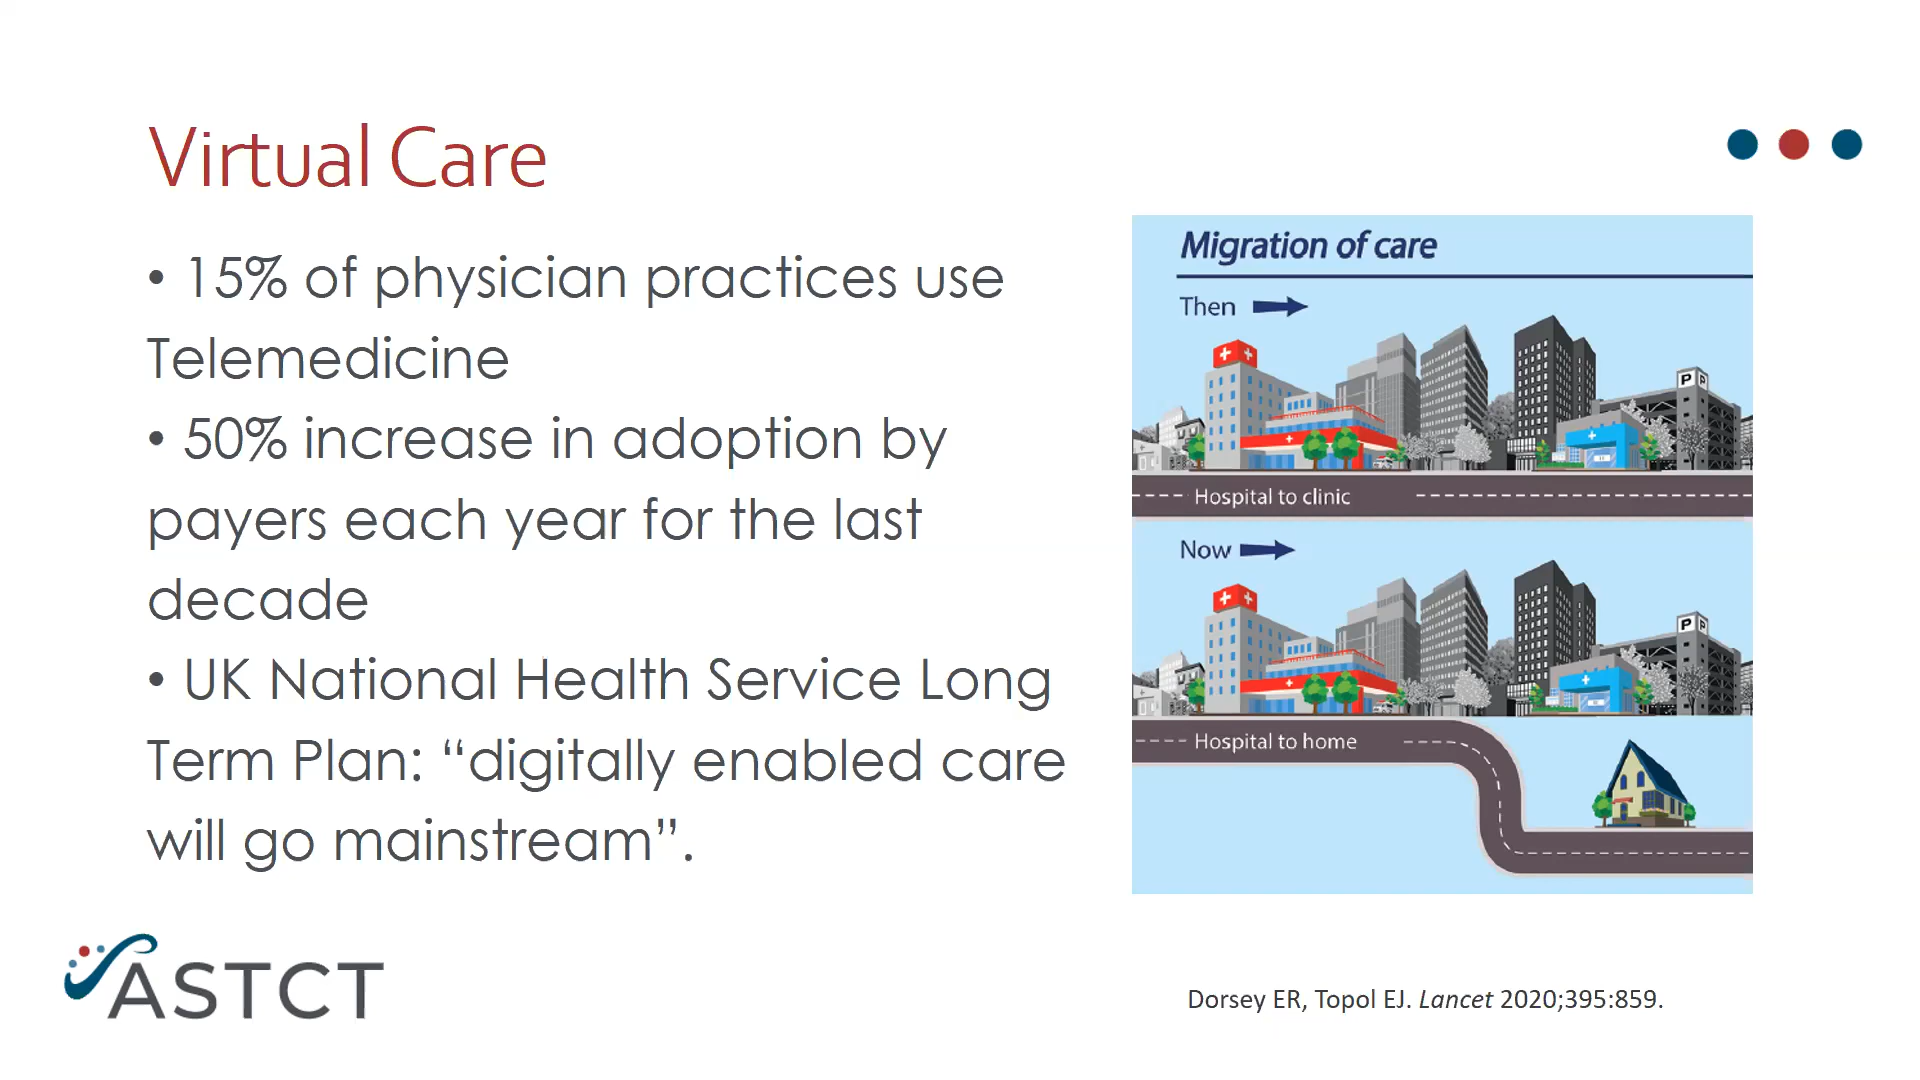 Virtual Care
• 15% of physician practices use
Telemedicine
• 50% increase in adoption by
payers each year for the last
decade
• UK National Health Service Long
Term Plan: “digitally enabled care
will go mainstream”.
Migration of care
Then
P
Hospital to clinic
Now
P
Hospital to home
ASTCT
Dorsey ER, Topol EJ. Lancet 2020;395:859.